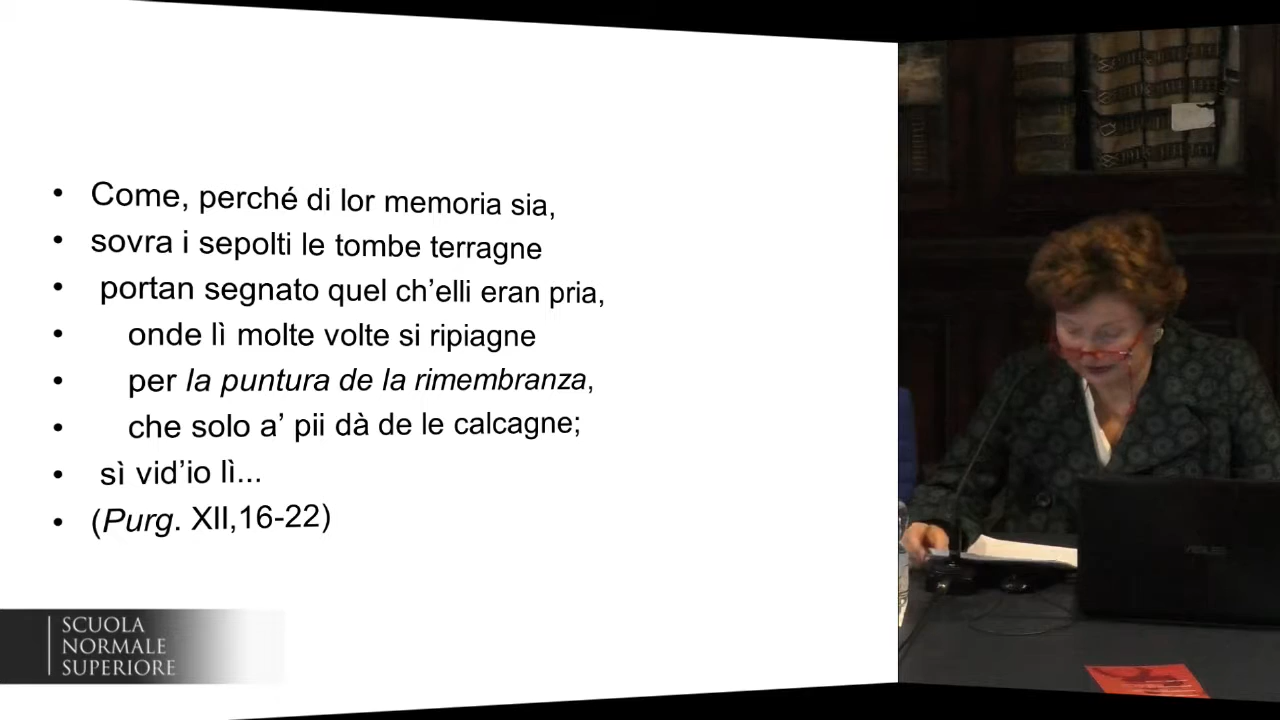 • Come, perché di lor memoria sia,
• sovra i sepolti le tombe terragne
• portan segnato quel ch’elli eran pria,
• onde lì molte volte si ripiagne
• per la puntura de la rimembranza,
• che solo a’ pii dà de le calcagne;
• sì vid’io lì...
• (Purg. XII,16-22)
SCUOLA
NORMALE
SUPERIORE
ASUS